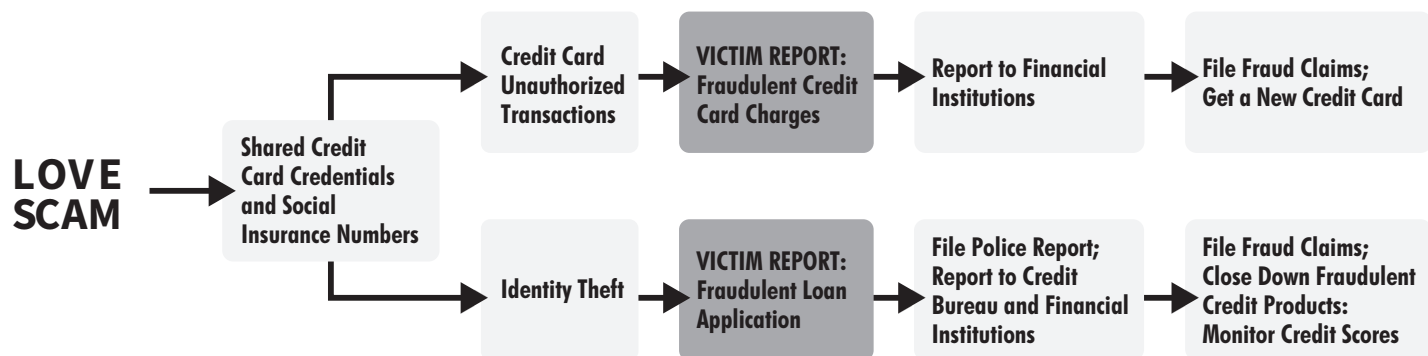 LOVE
SCAM
Shared Credit
Card Credentials
and Social
Insurance Numbers
Credit Card
Unauthorized
Transactions
VICTIM REPORT:
Fraudulent Credit
Card Charges
Report to Financial
Institutions
File Fraud Claims;
Get a New Credit Card
Identity Theft
VICTIM REPORT:
Fraudulent Loan
Application
File Police Report;
Report to Credit
Bureau and Financial
Institutions
File Fraud Claims;
Close Down Fraudulent
Credit Products:
Monitor Credit Scores